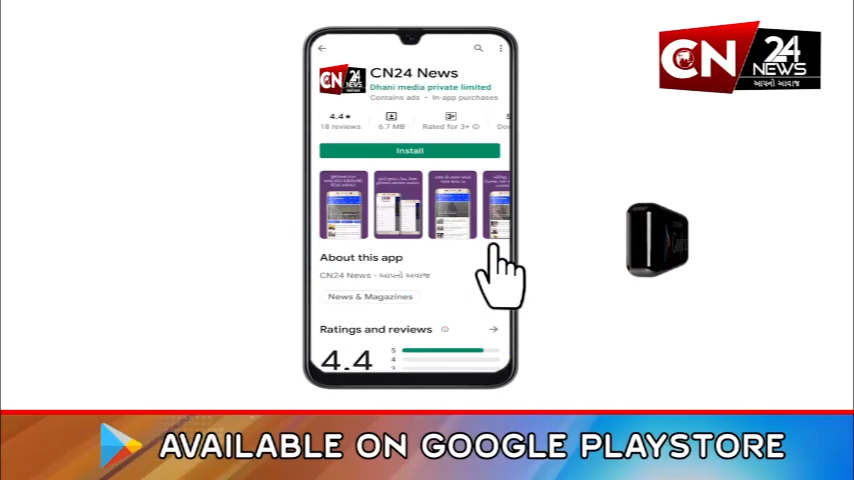 CN24 News
Dhani media private limited
Contains ads • In-app purchases
4.4★
18 reviews
6.7 MB
Rated for 3+
Install
About this app
CN24 News - આપનો અવાજ
News & Magazines
Ratings and reviews
4.4
5
4
3
CN 24 NEWS
આપનો અવાજ
AVAILABLE ON GOOGLE PLAYSTORE